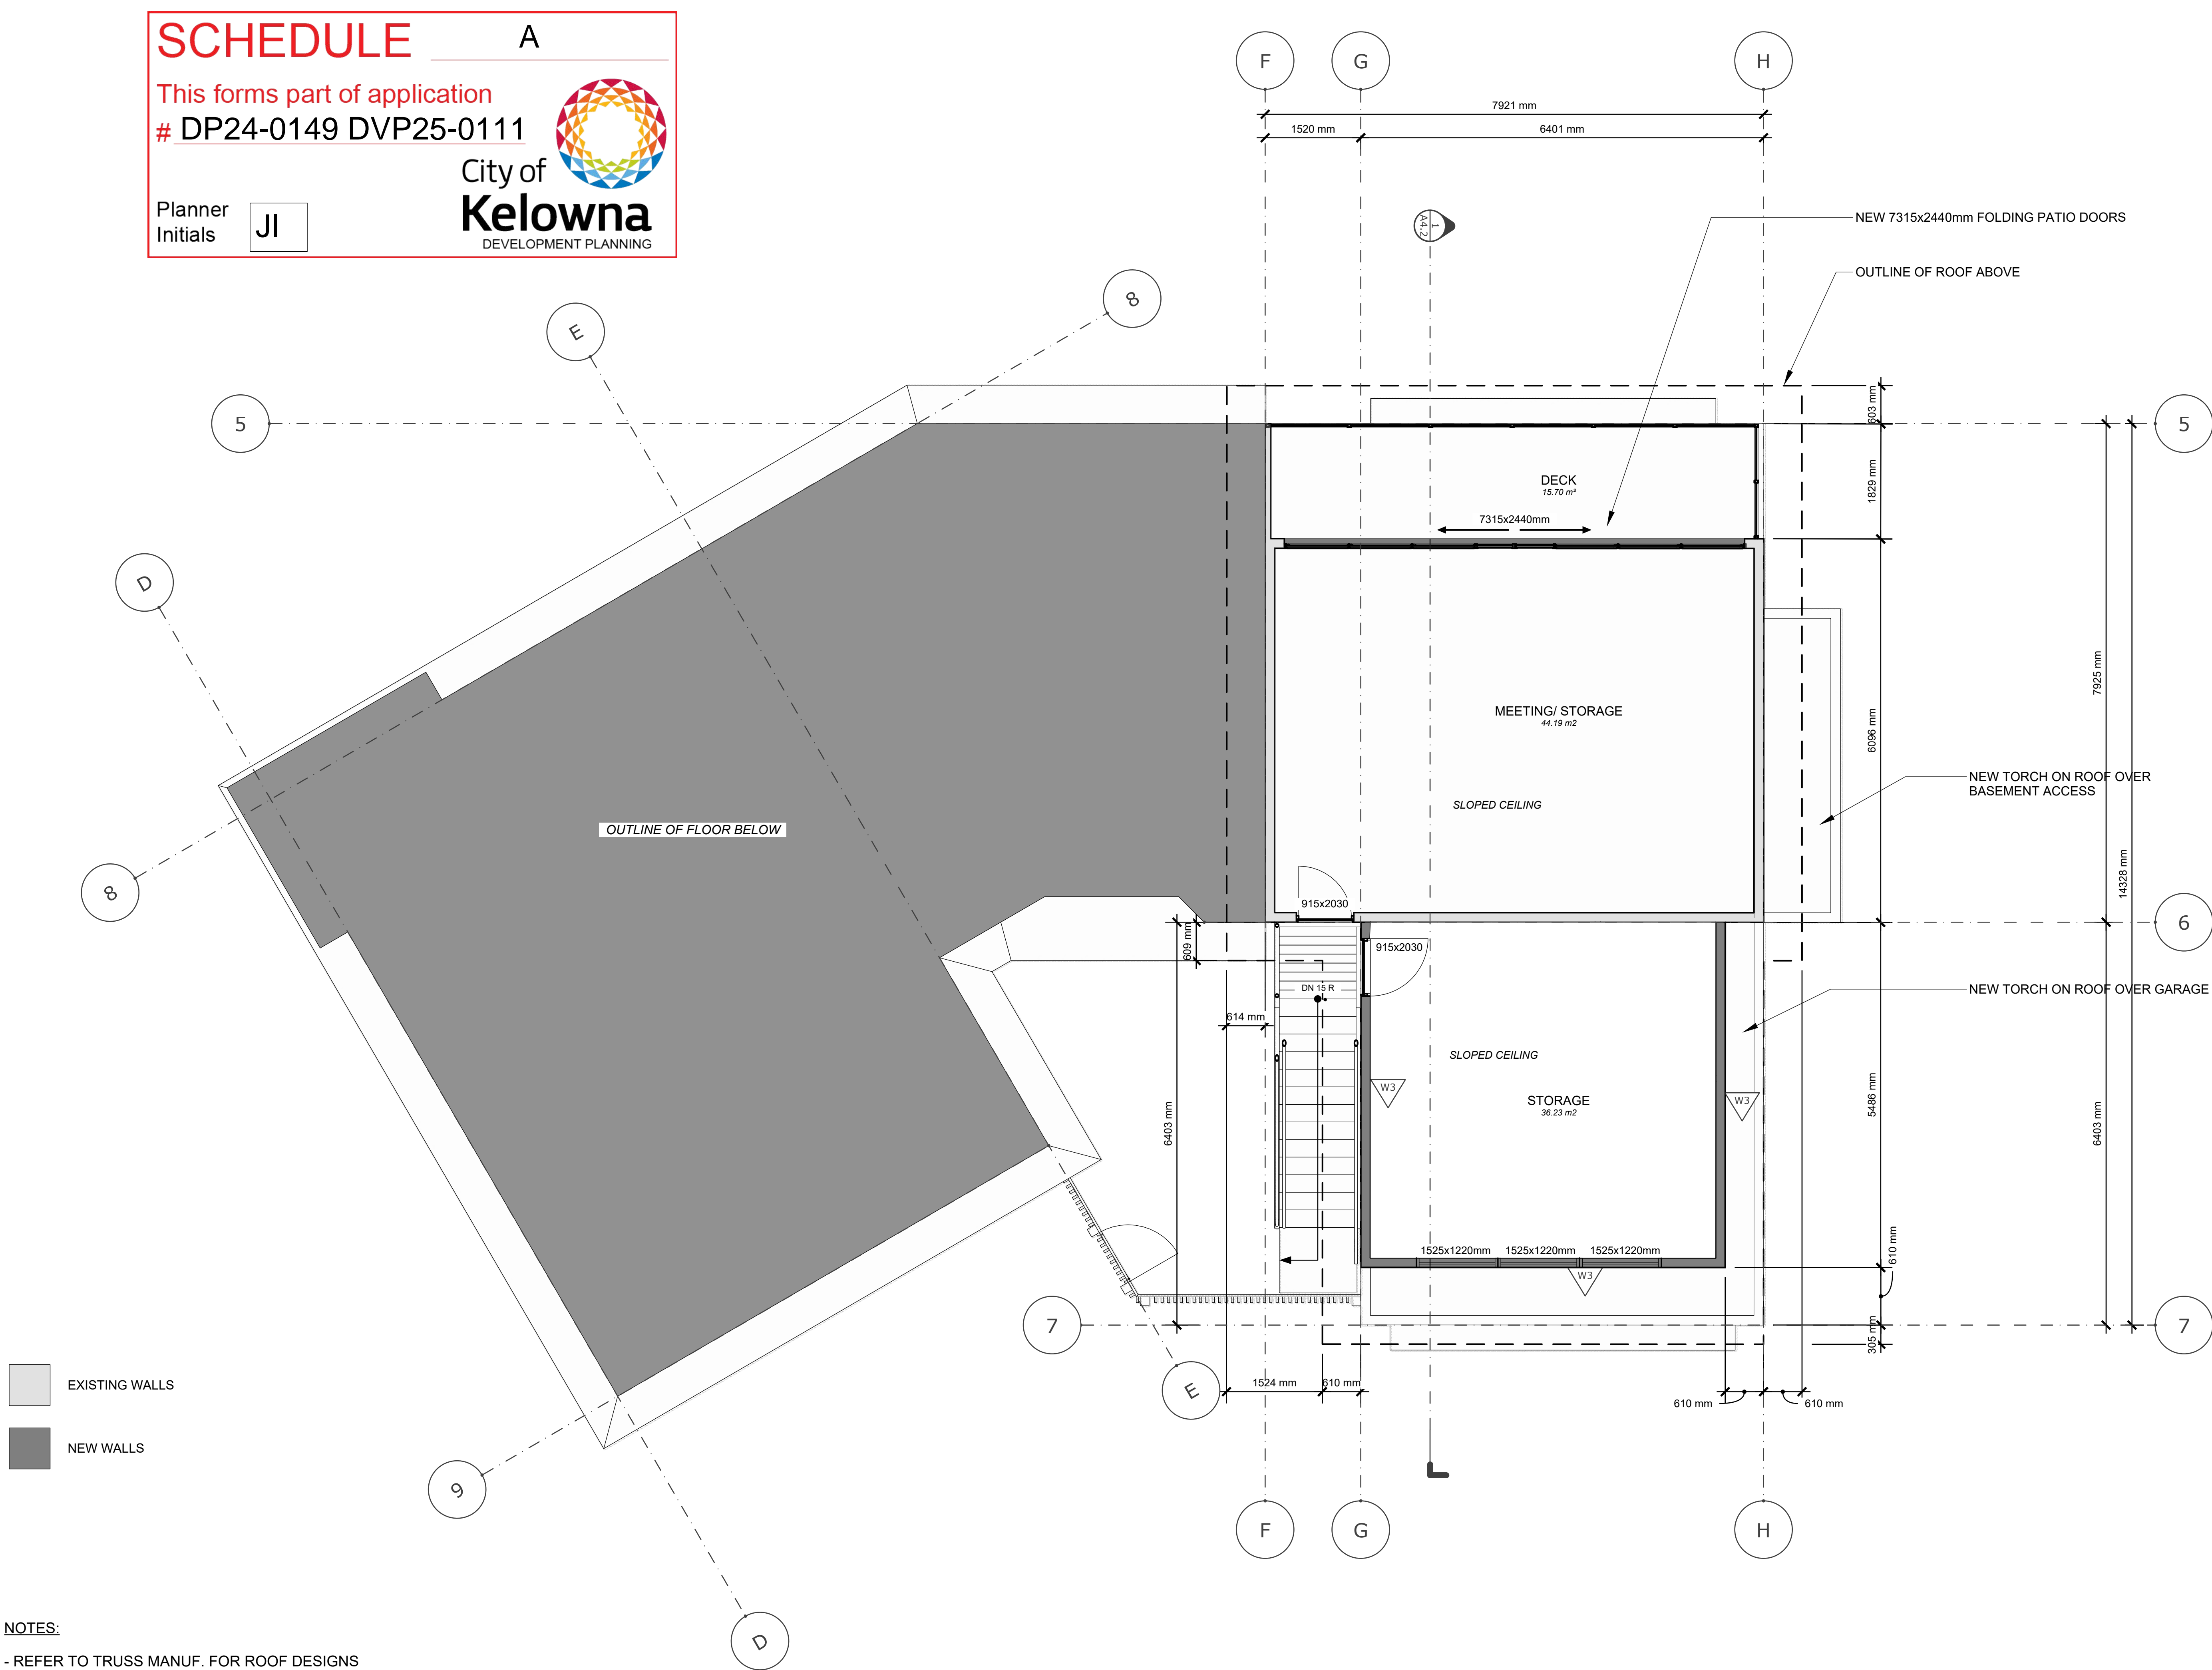 SCHEDULE A
This forms part of application
# DP24-0149 DVP25-0111
City of
Kelowna
DEVELOPMENT PLANNING
Planner
Initials JI
F G H
7921 mm
1520 mm 6401 mm
1
A4.2
NEW 7315x2440mm FOLDING PATIO DOORS
OUTLINE OF ROOF ABOVE
8
E
603 mm
5 5
1829 mm
DECK
15.70 m²
7315x2440mm
D
7925 mm
MEETING/ STORAGE
44.19 m2
6096 mm
NEW TORCH ON ROOF OVER
BASEMENT ACCESS
SLOPED CEILING
OUTLINE OF FLOOR BELOW
14328 mm
8
915x2030
6
609 mm
915x2030
DN 15 R
NEW TORCH ON ROOF OVER GARAGE
614 mm
SLOPED CEILING
W3
W3
STORAGE
36.23 m2
5486 mm
6403 mm
6403 mm
1525x1220mm 1525x1220mm 1525x1220mm
610 mm
W3
7 7
305 mm
EXISTING WALLS
E
1524 mm 610 mm
610 mm 610 mm
NEW WALLS
9
F G H
D
NOTES:
- REFER TO TRUSS MANUF. FOR ROOF DESIGNS